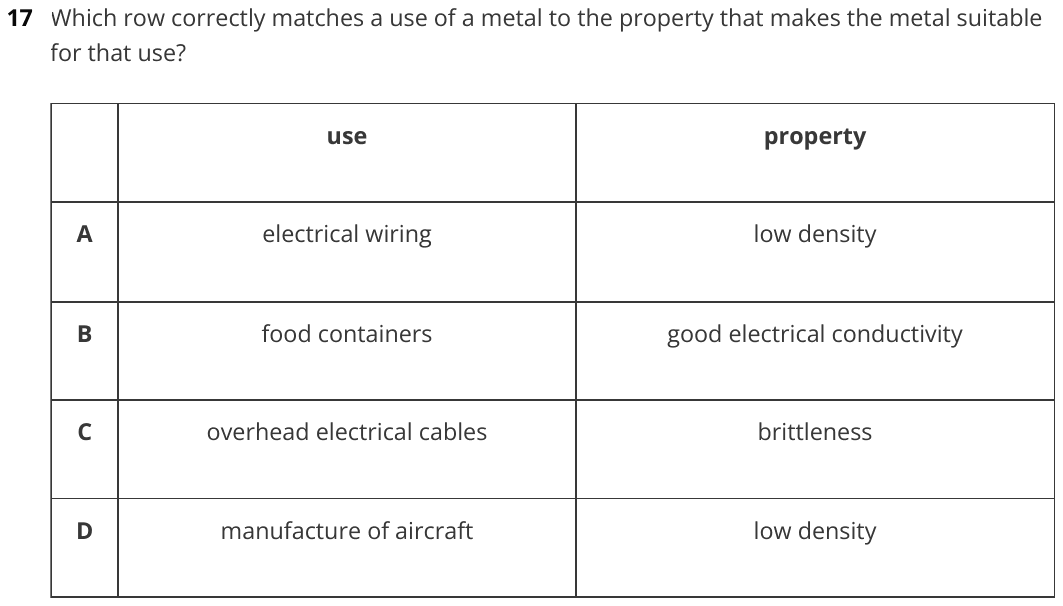 17 Which row correctly matches a use of a metal to the property that makes the metal suitable
for that use?
use property
A electrical wiring low density
B food containers good electrical conductivity
C overhead electrical cables brittleness
D manufacture of aircraft low density